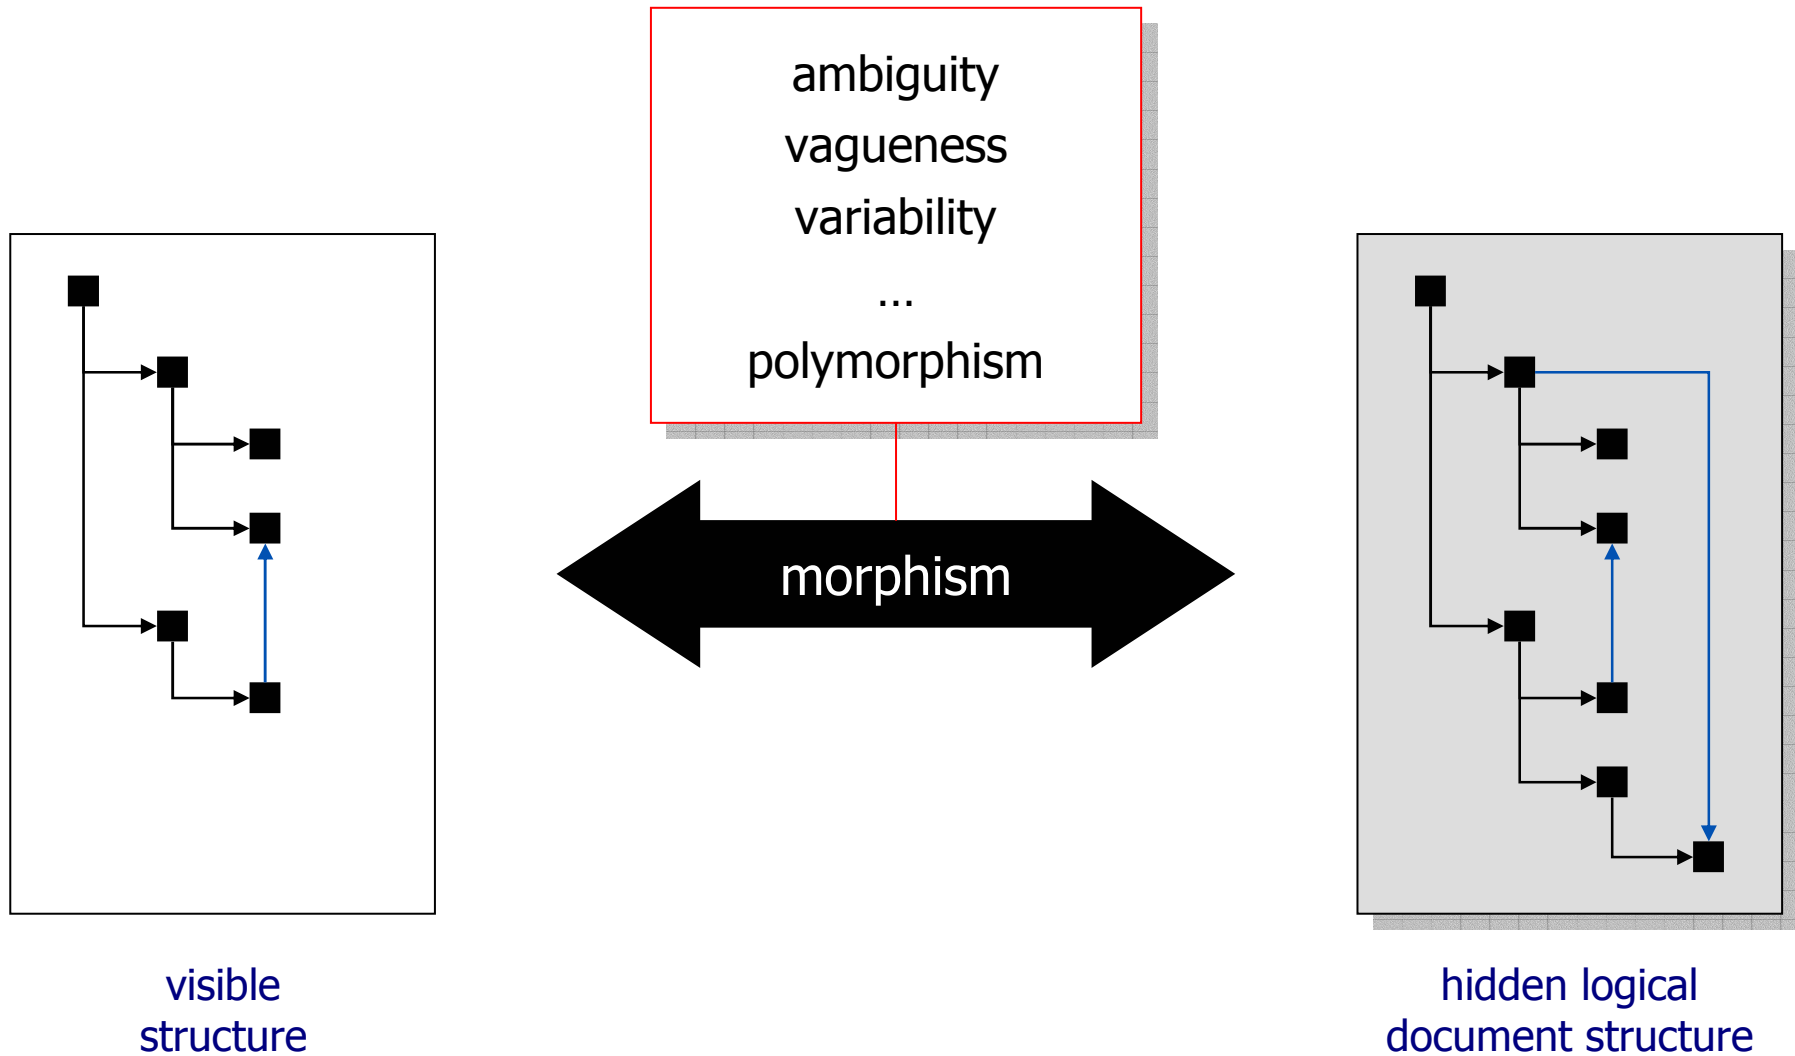 ambiguity
vagueness
variability
...
polymorphism
morphism
visible
structure
hidden logical
document structure